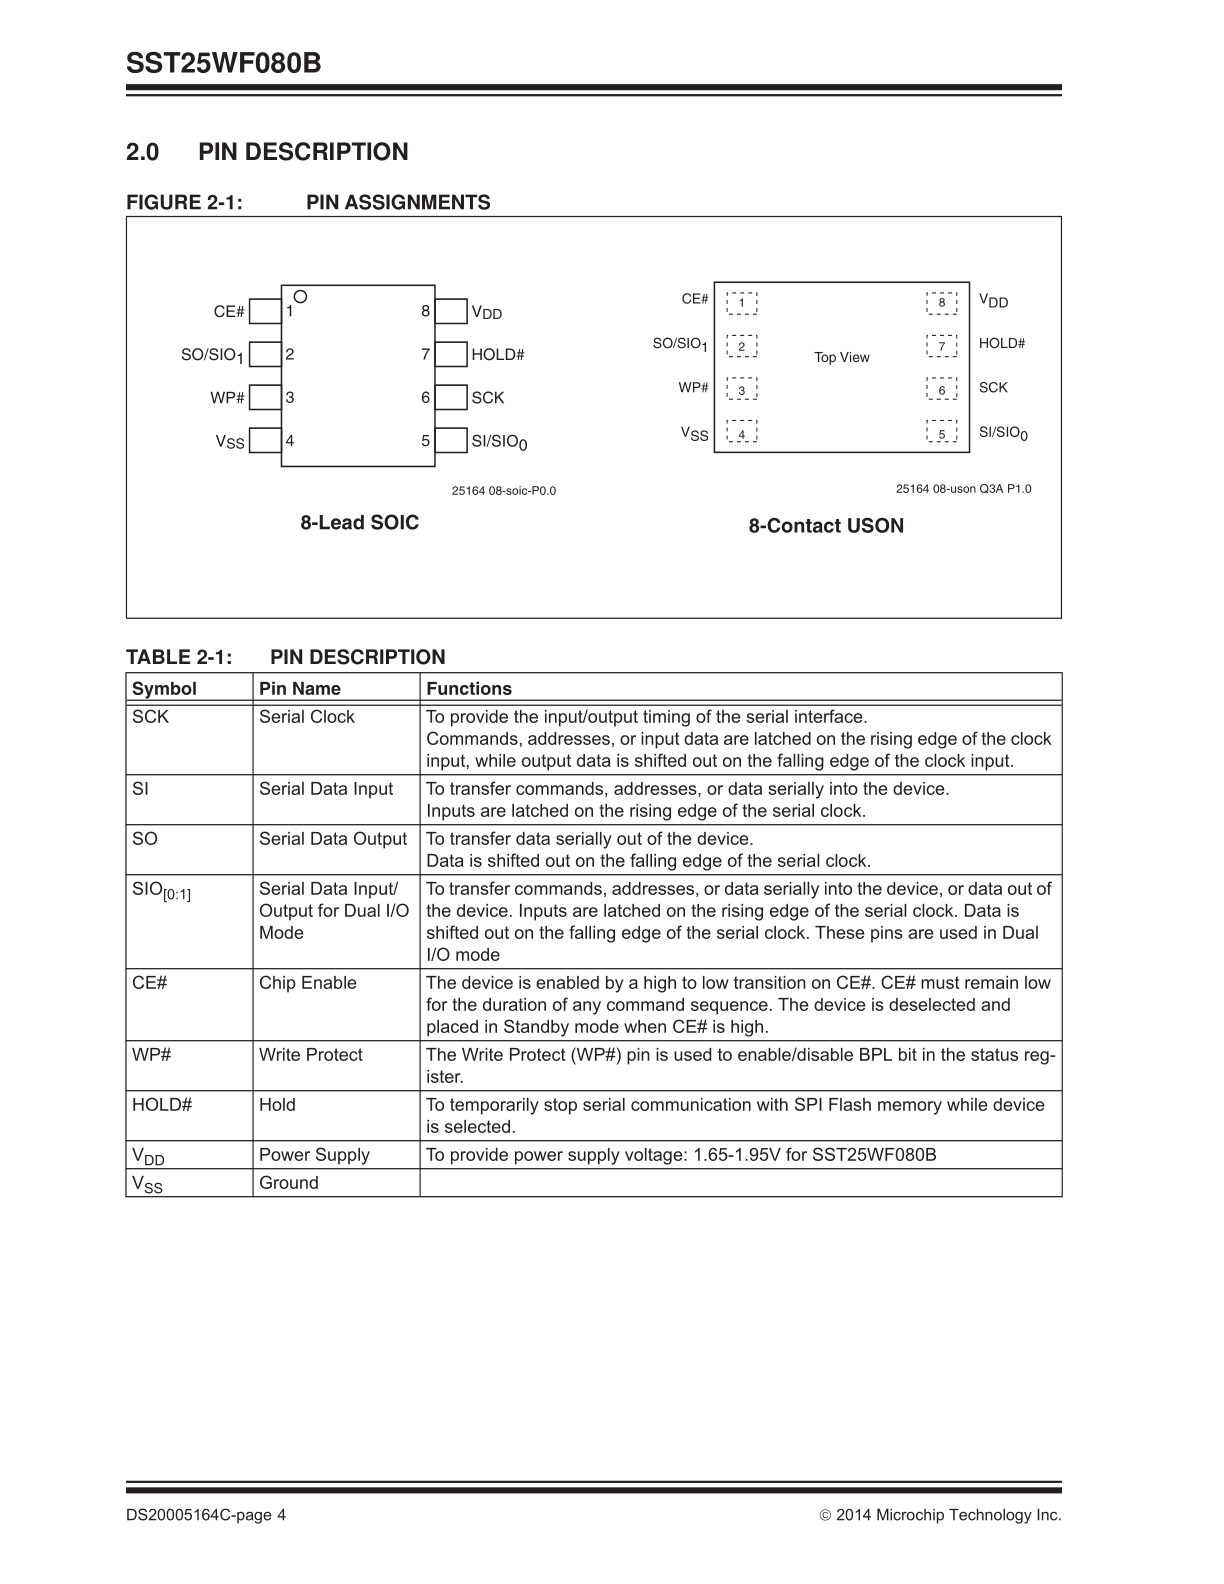 SST25WF080B
2.0 PIN DESCRIPTION
FIGURE 2-1: PIN ASSIGNMENTS
CE# 1 8 VDD
SO/SIO1 2 7 HOLD#
WP# 3 6 SCK
VSS 4 5 SI/SIO0
25164 08-soic-P0.0
8-Lead SOIC
CE# 1 8 VDD
SO/SIO1 2 7 HOLD#
Top View
WP# 3 6 SCK
VSS 4 5 SI/SIO0
25164 08-uson Q3A P1.0
8-Contact USON
TABLE 2-1: PIN DESCRIPTION
Symbol Pin Name Functions
SCK Serial Clock To provide the input/output timing of the serial interface.
Commands, addresses, or input data are latched on the rising edge of the clock
input, while output data is shifted out on the falling edge of the clock input.
SI Serial Data Input To transfer commands, addresses, or data serially into the device.
Inputs are latched on the rising edge of the serial clock.
SO Serial Data Output To transfer data serially out of the device.
Data is shifted out on the falling edge of the serial clock.
SIO[0:1] Serial Data Input/ To transfer commands, addresses, or data serially into the device, or data out of
Output for Dual I/O the device. Inputs are latched on the rising edge of the serial clock. Data is
Mode shifted out on the falling edge of the serial clock. These pins are used in Dual
I/O mode
CE# Chip Enable The device is enabled by a high to low transition on CE#. CE# must remain low
for the duration of any command sequence. The device is deselected and
placed in Standby mode when CE# is high.
WP# Write Protect The Write Protect (WP#) pin is used to enable/disable BPL bit in the status reg-
ister.
HOLD# Hold To temporarily stop serial communication with SPI Flash memory while device
is selected.
VDD Power Supply To provide power supply voltage: 1.65-1.95V for SST25WF080B
VSS Ground
DS20005164C-page 4 © 2014 Microchip Technology Inc.